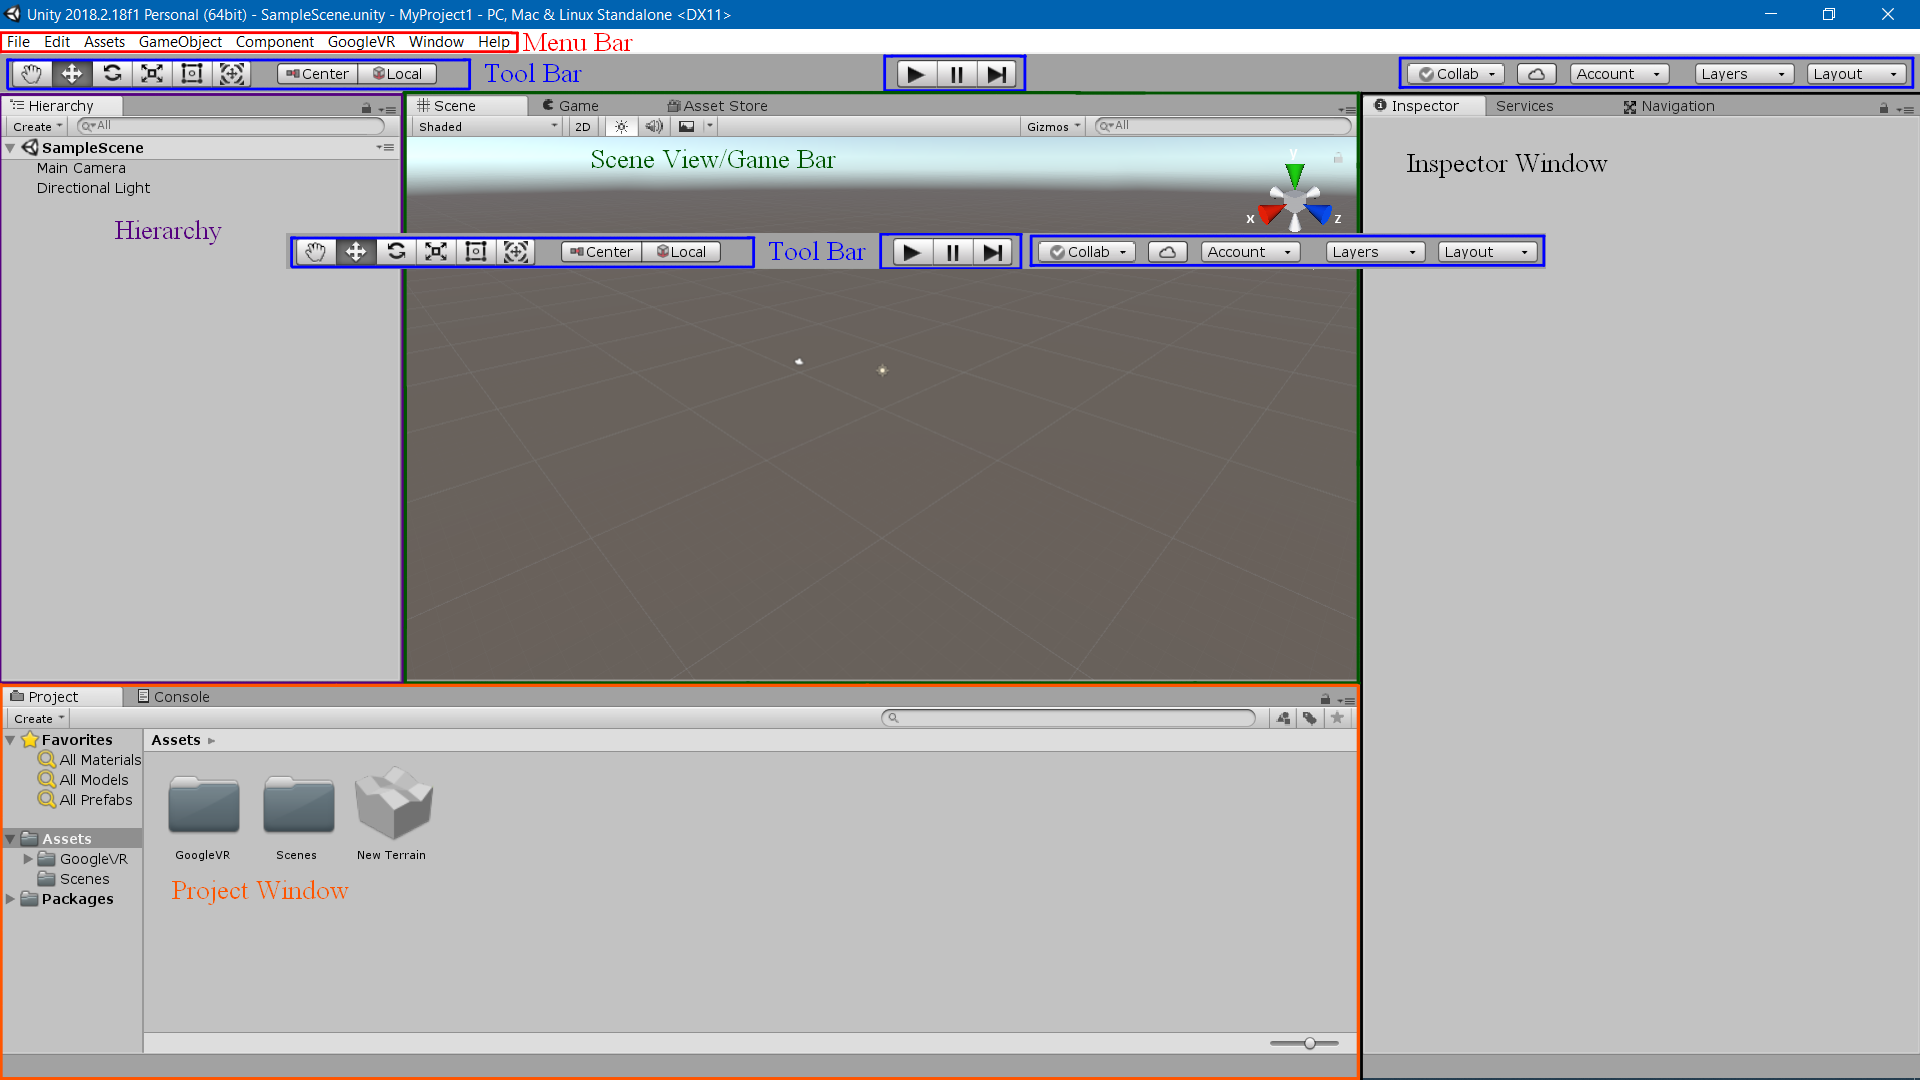 Unity 2018.2.18f1 Personal (64bit) - SampleScene.unity - MyProject1 - PC, Mac & Linux Standalone <DX11>
File Edit Assets GameObject Component GoogleVR Window Help Menu Bar
Center Local Tool Bar Collab Account Layers Layout
Hierarchy Scene Game Asset Store Inspector Services Navigation
Create All Shaded 2D Gizmos All
SampleScene
Main Camera
Directional Light
Scene View/Game Bar
y
x z
Inspector Window
Hierarchy
Center Local Tool Bar Collab Account Layers Layout
Project Console
Create
Favorites
All Materials
All Models
All Prefabs
Assets
GoogleVR
Scenes
Packages
Assets
GoogleVR Scenes New Terrain
Project Window